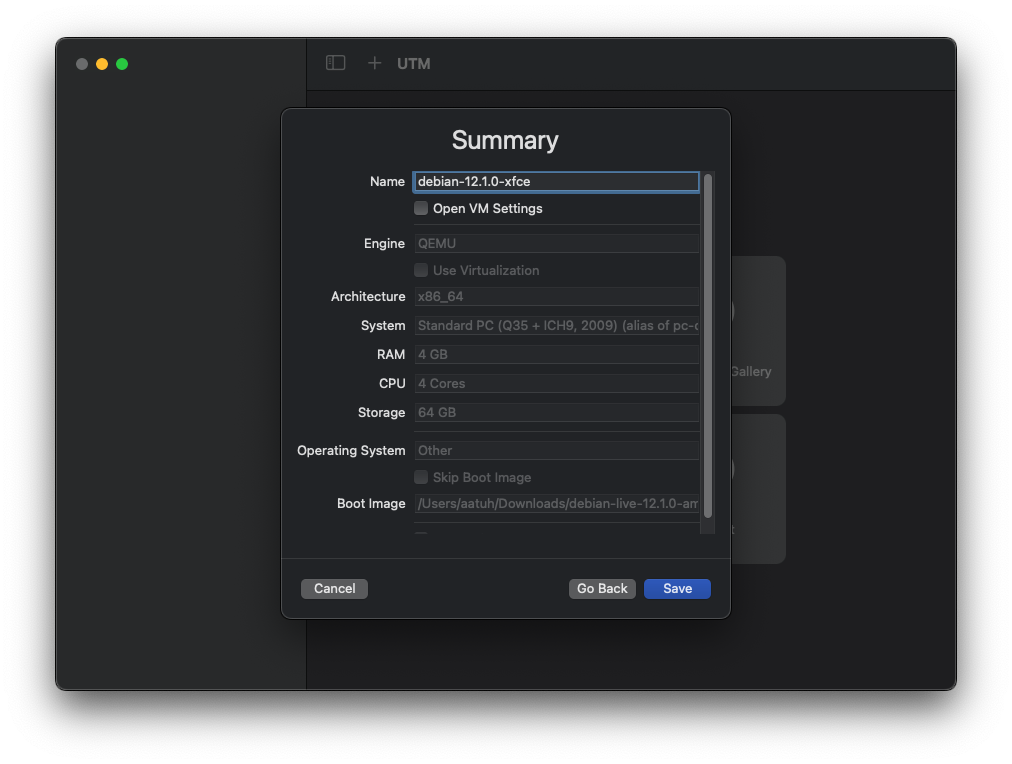 UTM
Summary
Name debian-12.1.0-xfce
Open VM Settings
Engine QEMU
Use Virtualization
Architecture x86_64
System Standard PC (Q35 + ICH9, 2009) (alias of pc-
RAM 4 GB
CPU 4 Cores
Storage 64 GB
Operating System Other
Skip Boot Image
Boot Image /Users/aatuh/Downloads/debian-live-12.1.0-am
Gallery
Cancel Go Back Save